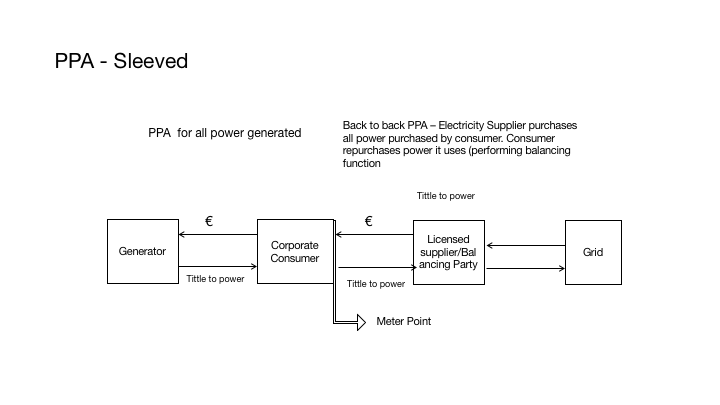 PPA - Sleeved
PPA  for all power generated
Back to back PPA – Electricity Supplier purchases
all power purchased by consumer. Consumer
repurchases power it uses (performing balancing
function
Tittle to power
€
€
Generator
Corporate
Consumer
Licensed
supplier/Bal
ancing Party
Grid
Tittle to power
Tittle to power
Meter Point